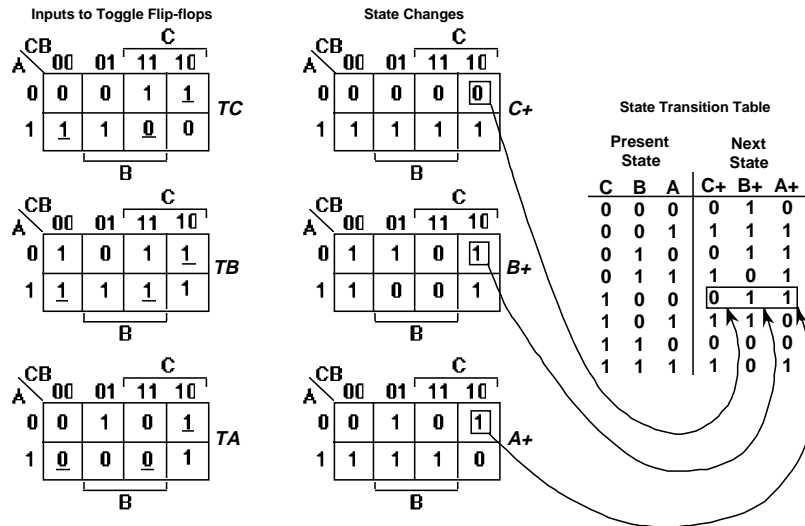 Inputs to Toggle Flip-flops
C
CB
A 00 01 11 10
0 0 0 1 1
TC
1 1 1 0 0
B
C
CB
A 00 01 11 10
0 1 0 1 1
TB
1 1 1 1 1
B
C
CB
A 00 01 11 10
0 0 1 0 1
TA
1 0 0 0 1
B
State Changes
C
CB
A 00 01 11 10
0 0 0 0 0
C+
1 1 1 1 1
B
C
CB
A 00 01 11 10
0 1 1 0 1
B+
1 1 0 0 1
B
C
CB
A 00 01 11 10
0 0 1 0 1
A+
1 1 1 1 0
B
State Transition Table
Present Next
State State
C B A C+ B+ A+
0 0 0 0 1 0
0 0 1 1 1 1
0 1 0 0 1 1
0 1 1 1 0 1
1 0 0 0 1 1
1 0 1 1 1 0
1 1 0 0 0 0
1 1 1 1 0 1